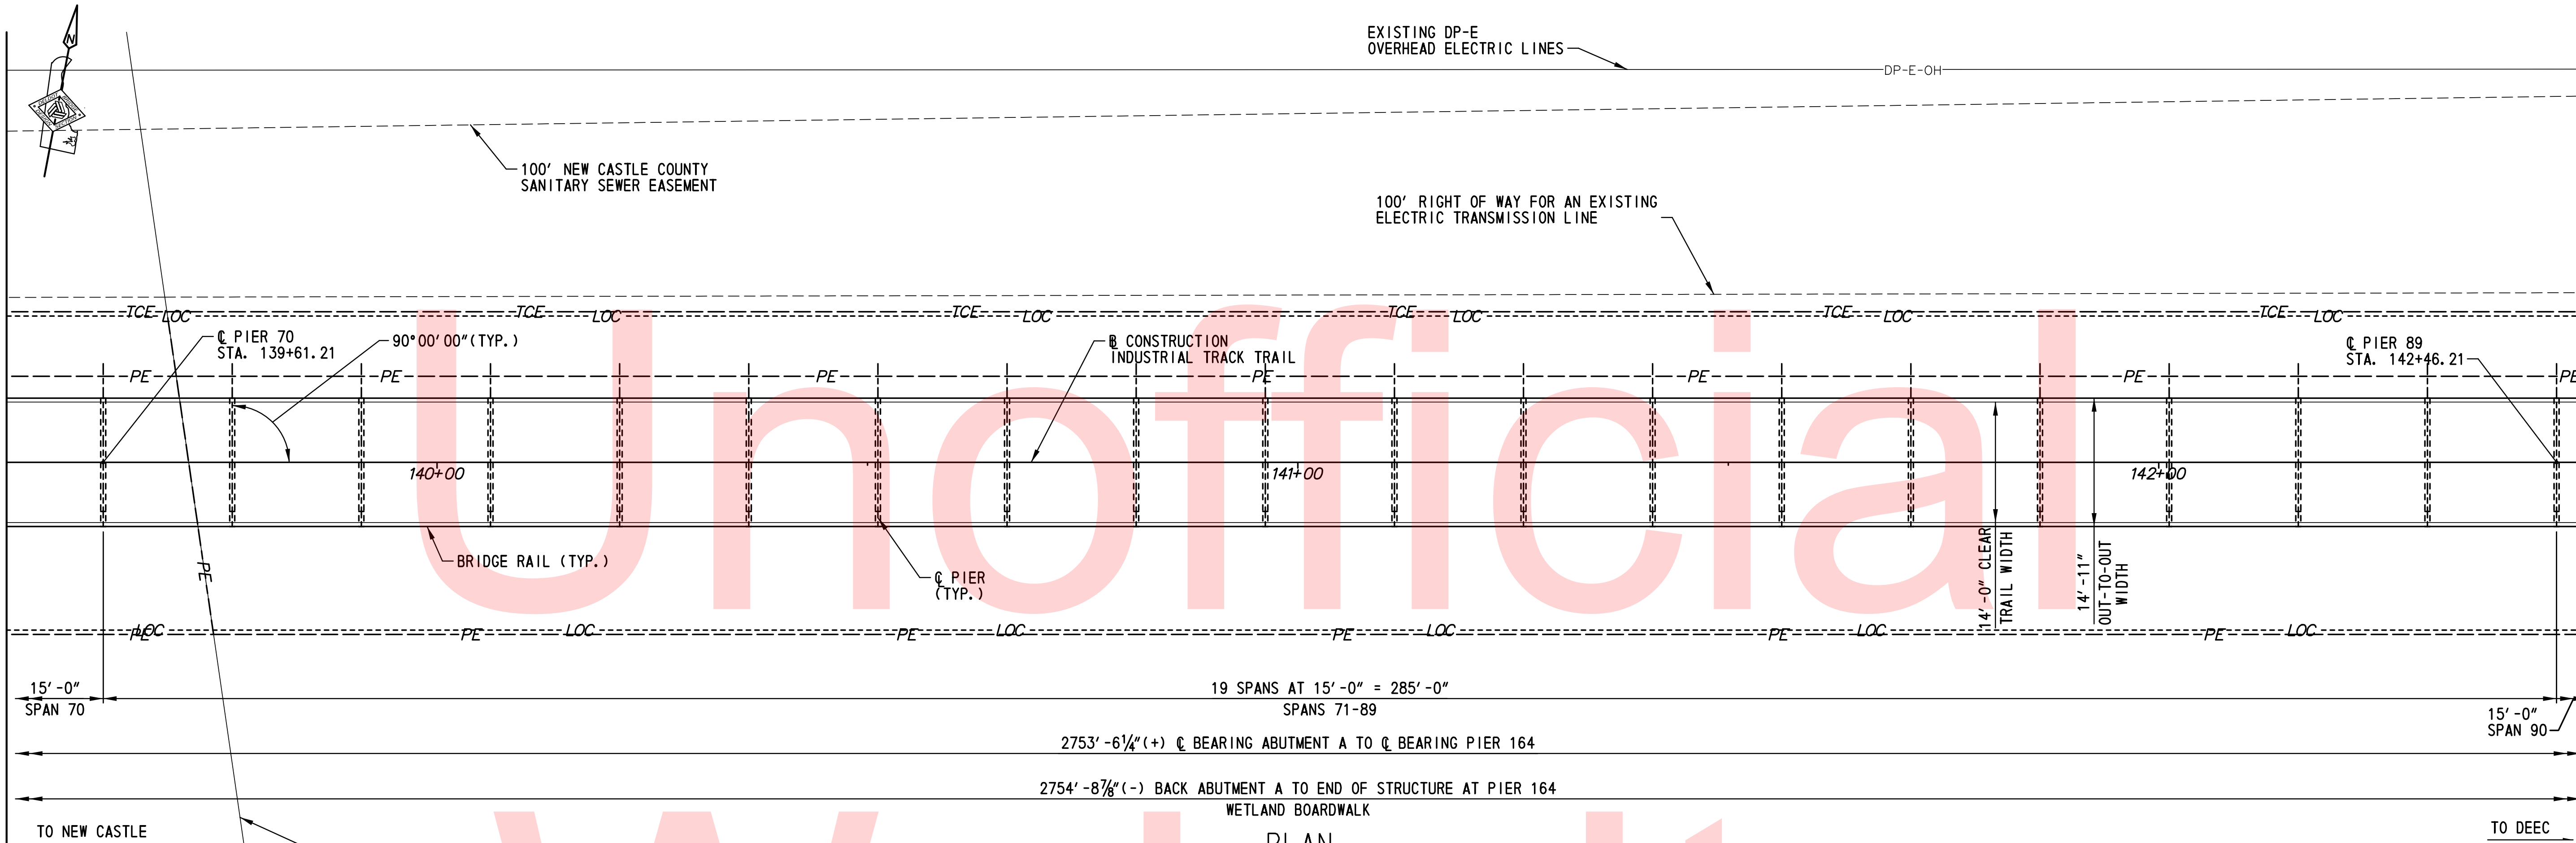 N
EXISTING DP-E
OVERHEAD ELECTRIC LINES
DP-E-OH
100' NEW CASTLE COUNTY
SANITARY SEWER EASEMENT
100' RIGHT OF WAY FOR AN EXISTING
ELECTRIC TRANSMISSION LINE
TCE LOC TCE LOC TCE LOC TCE LOC TCE LOC TCE LOC
℄ PIER 70
STA. 139+61.21
90°00'00" (TYP.)
℄ CONSTRUCTION
INDUSTRIAL TRACK TRAIL
℄ PIER 89
STA. 142+46.21
PE PE PE PE PE PE PE
140+00 141+00 142+00
BRIDGE RAIL (TYP.)
℄ PIER
(TYP.)
14'-0" CLEAR
TRAIL WIDTH
14'-11"
OUT-TO-OUT
WIDTH
PE
PE LOC PE LOC PE LOC PE LOC PE LOC PE LOC
15'-0"
SPAN 70
19 SPANS AT 15'-0" = 285'-0"
SPANS 71-89
15'-0"
SPAN 90
2753'-6¼"(+) ℄ BEARING ABUTMENT A TO ℄ BEARING PIER 164
2754'-8⅞"(-) BACK ABUTMENT A TO END OF STRUCTURE AT PIER 164
WETLAND BOARDWALK
TO NEW CASTLE
TO DEEC
PLAN
Unofficial